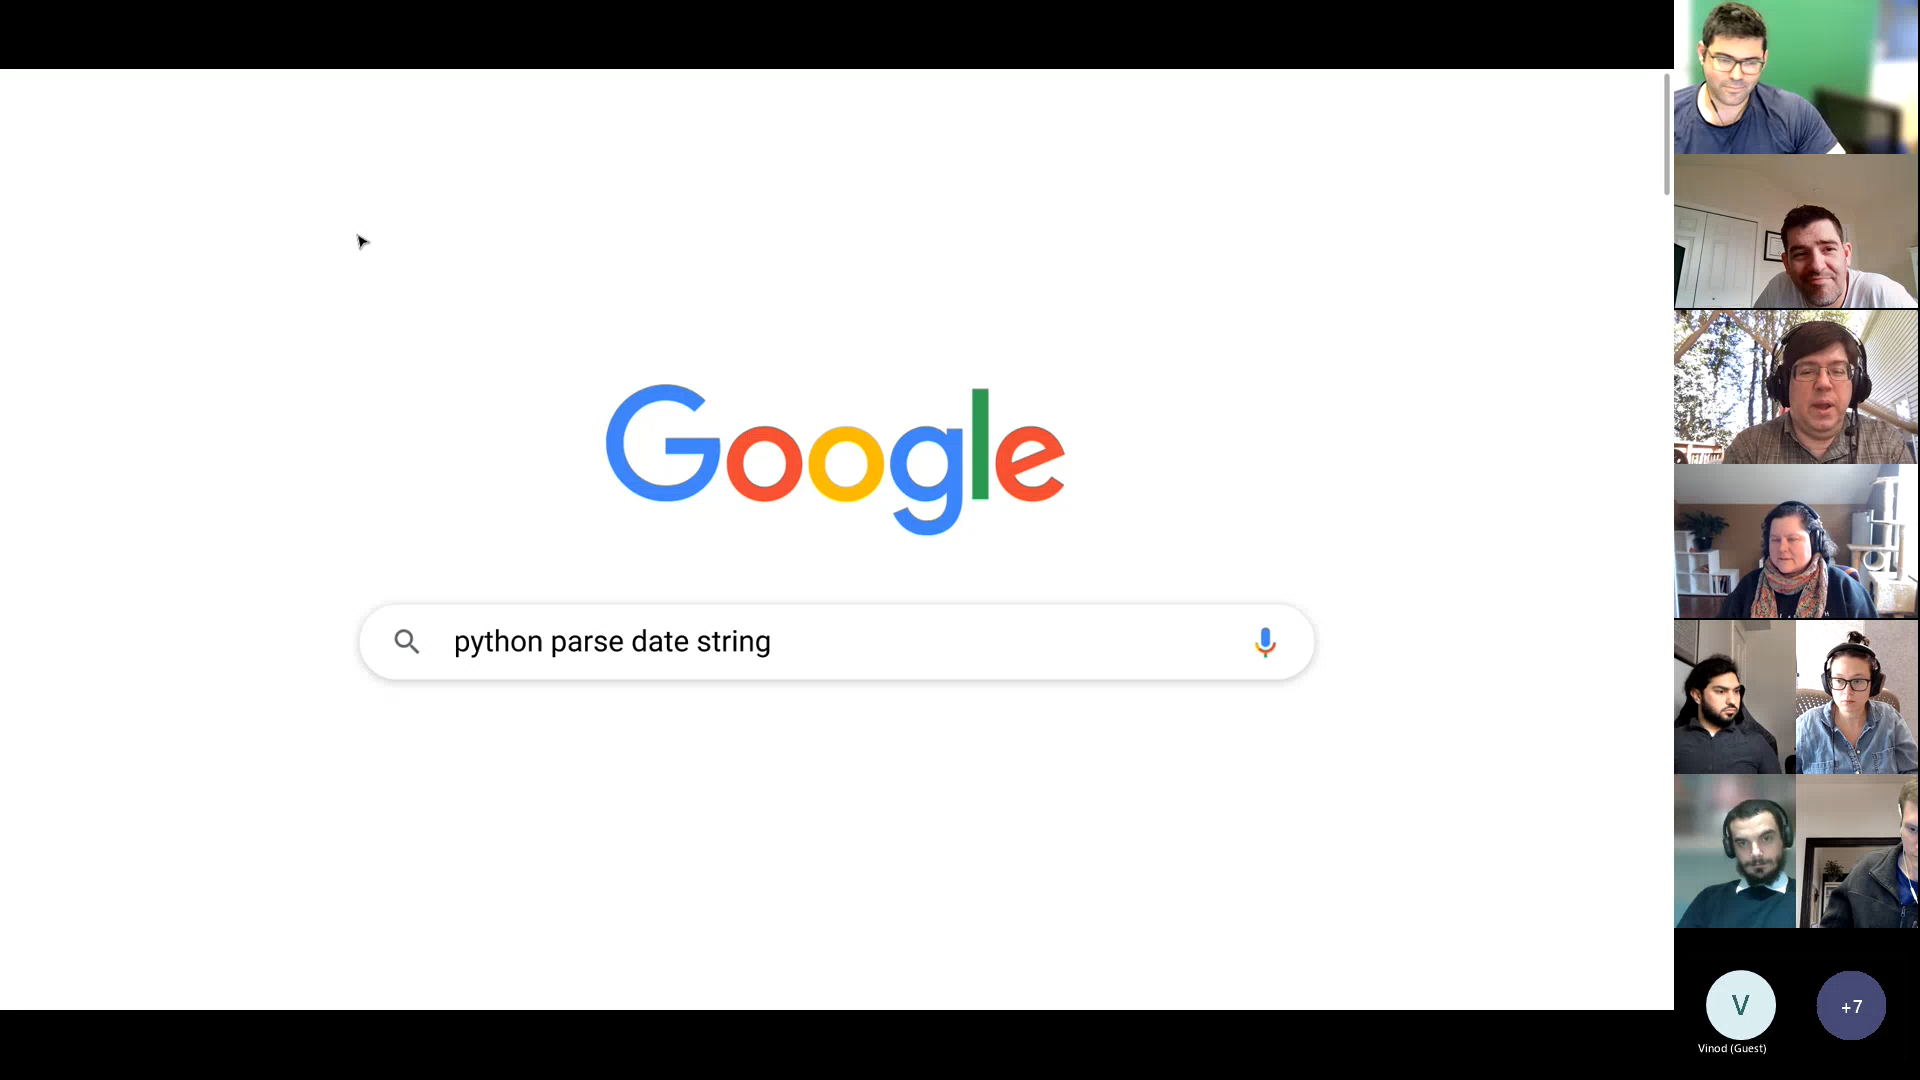 Google
python parse date string
V
+7
Vinod (Guest)